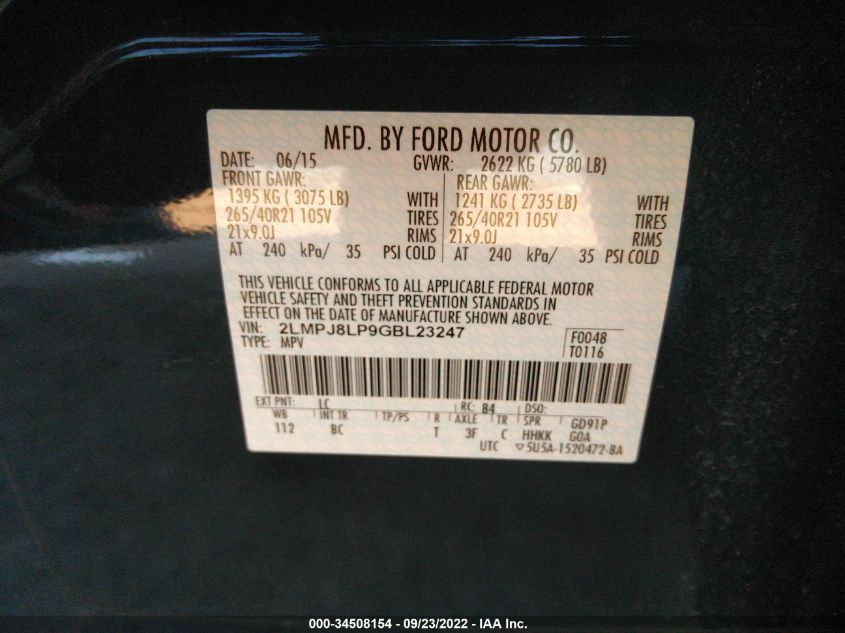 MFD. BY FORD MOTOR CO.
DATE: 06/15 GVWR: 2622 KG ( 5780 LB)
FRONT GAWR: REAR GAWR:
1395 KG ( 3075 LB) WITH 1241 KG ( 2735 LB) WITH
265/40R21 105V TIRES 265/40R21 105V TIRES
21x9.0J RIMS 21x9.0J RIMS
AT 240 kPa/ 35 PSI COLD AT 240 kPa/ 35 PSI COLD
THIS VEHICLE CONFORMS TO ALL APPLICABLE FEDERAL MOTOR
VEHICLE SAFETY AND THEFT PREVENTION STANDARDS IN
EFFECT ON THE DATE OF MANUFACTURE SHOWN ABOVE.
VIN: 2LMPJ8LP9GBL23247 F0048
TYPE: MPV T0116
EXT PNT: LC RC: 84 DSO:
WB INT TR TP/PS R AXLE TR SPR GD91P
112 BC T 3F C HHKK GOA
UTC ▽5U5A-1520472-BA
000-34508154 - 09/23/2022 - IAA Inc.